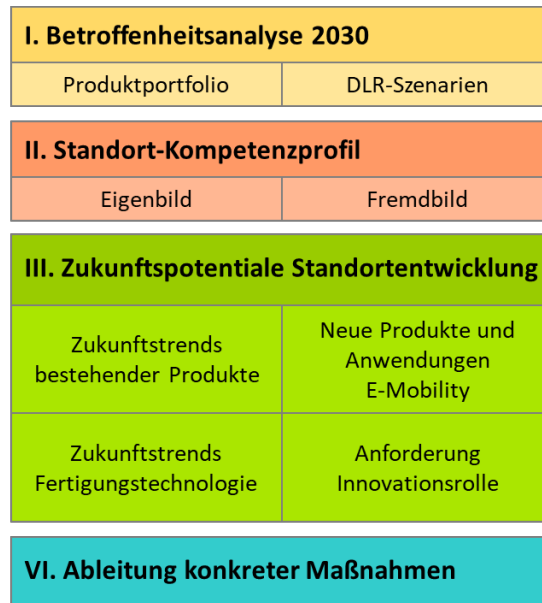 I. Betroffenheitsanalyse 2030
Produktportfolio
DLR-Szenarien
II. Standort-Kompetenzprofil
Eigenbild
Fremdbild
III. Zukunftspotentiale Standortentwicklung
Zukunftstrends
bestehender Produkte
Neue Produkte und
Anwendungen
E-Mobility
Zukunftstrends
Fertigungstechnologie
Anforderung
Innovationsrolle
VI. Ableitung konkreter Maßnahmen